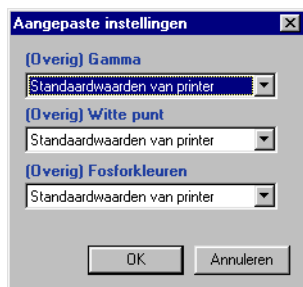 Aangepaste instellingen
(Overig) Gamma
Standaardwaarden van printer
(Overig) Witte punt
Standaardwaarden van printer
(Overig) Fosforkleuren
Standaardwaarden van printer
OK Annuleren